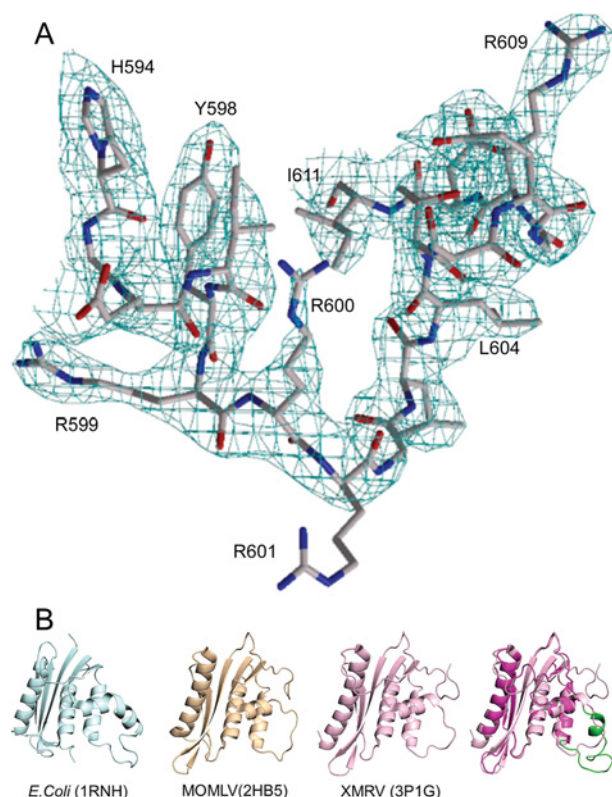 A
H594
Y598
R609
I611
R600
L604
R599
R601
B
E.Coli (1RNH)
MOMLV(2HB5)
XMRV (3P1G)